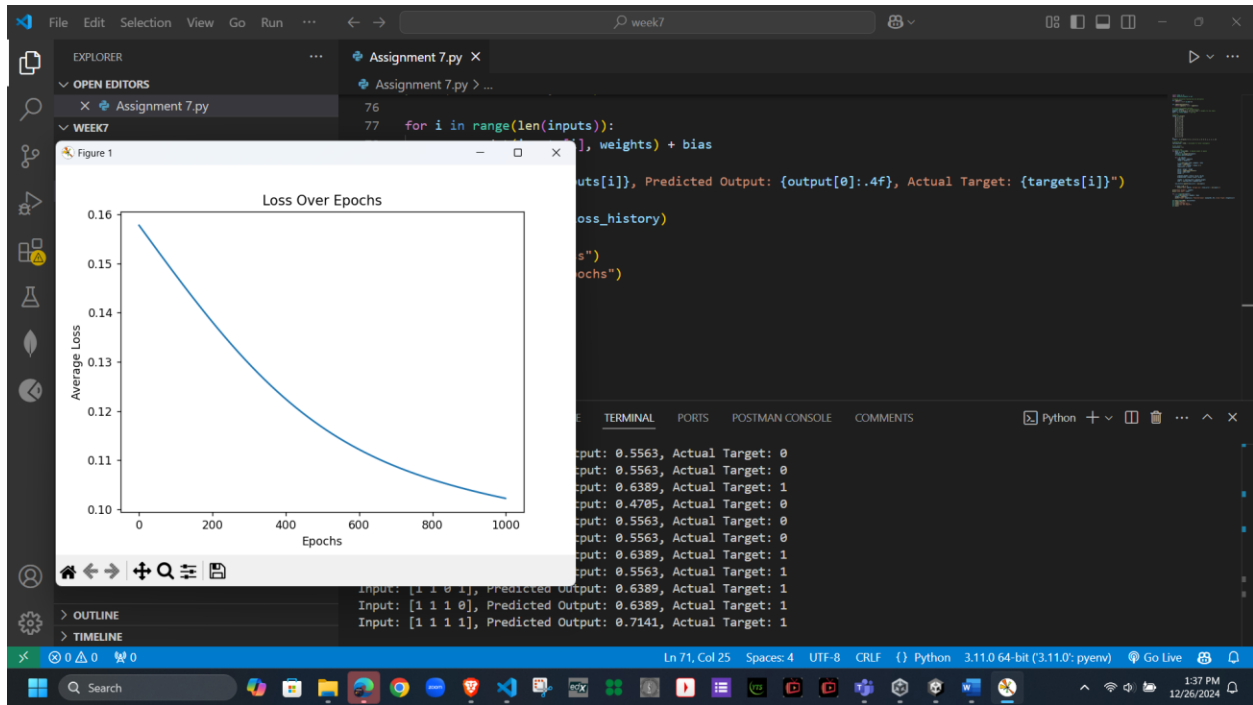 File Edit Selection View Go Run ··· week7
EXPLORER
OPEN EDITORS
Assignment 7.py
WEEK7
OUTLINE
TIMELINE
Assignment 7.py
Assignment 7.py > ...
76
77 for i in range(len(inputs)):
], weights) + bias
uts[i]}, Predicted Output: {output[0]:.4f}, Actual Target: {targets[i]}")
oss_history)
s")
ochs")
Figure 1
Loss Over Epochs
0.16
0.15
0.14
0.13
0.12
0.11
0.10
Average Loss
0 200 400 600 800 1000
Epochs
TERMINAL PORTS POSTMAN CONSOLE COMMENTS Python
tput: 0.5563, Actual Target: 0
tput: 0.5563, Actual Target: 0
tput: 0.6389, Actual Target: 1
tput: 0.4705, Actual Target: 0
tput: 0.5563, Actual Target: 0
tput: 0.5563, Actual Target: 0
tput: 0.6389, Actual Target: 1
tput: 0.5563, Actual Target: 1
Input: [1 1 0 1], Predicted Output: 0.6389, Actual Target: 1
Input: [1 1 1 0], Predicted Output: 0.6389, Actual Target: 1
Input: [1 1 1 1], Predicted Output: 0.7141, Actual Target: 1
0 0 0 Ln 71, Col 25 Spaces: 4 UTF-8 CRLF {} Python 3.11.0 64-bit ('3.11.0': pyenv) Go Live
Search
1:37 PM
12/26/2024